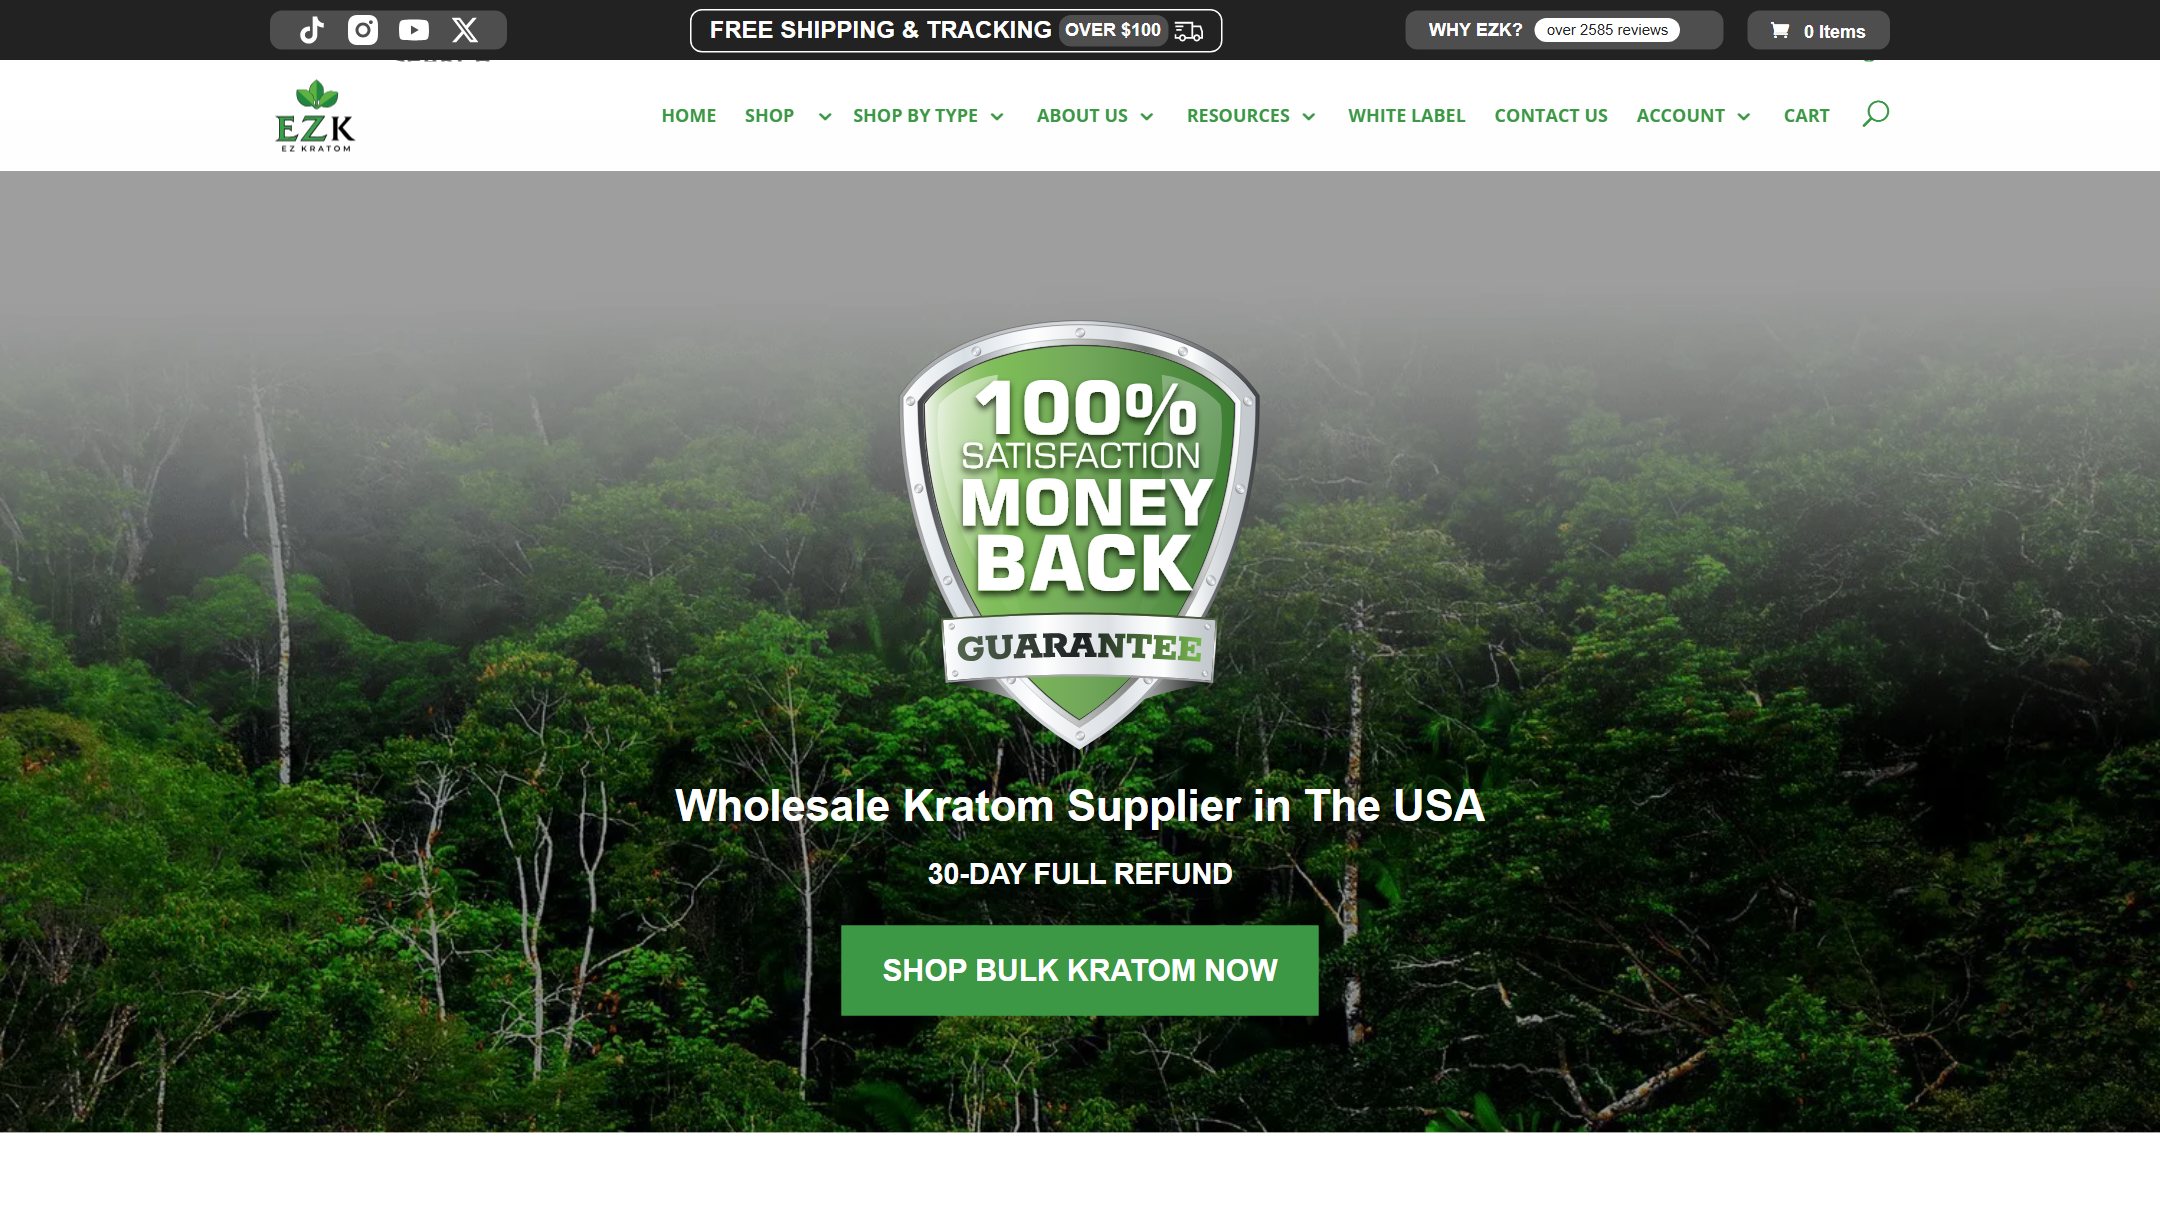 FREE SHIPPING & TRACKING OVER $100
WHY EZK? over 2585 reviews
0 Items
EZK
EZ KRATOM
HOME SHOP SHOP BY TYPE ABOUT US RESOURCES WHITE LABEL CONTACT US ACCOUNT CART
100%
SATISFACTION
MONEY
BACK
GUARANTEE
Wholesale Kratom Supplier in The USA
30-DAY FULL REFUND
SHOP BULK KRATOM NOW